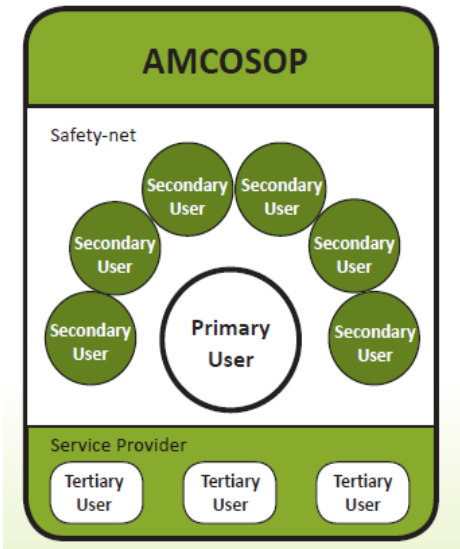 AMCOSOP
Safety-net
Secondary
User
Secondary
User
Secondary
User
Secondary
User
Secondary
User
Secondary
User
Primary
User
Service Provider
Tertiary
User
Tertiary
User
Tertiary
User